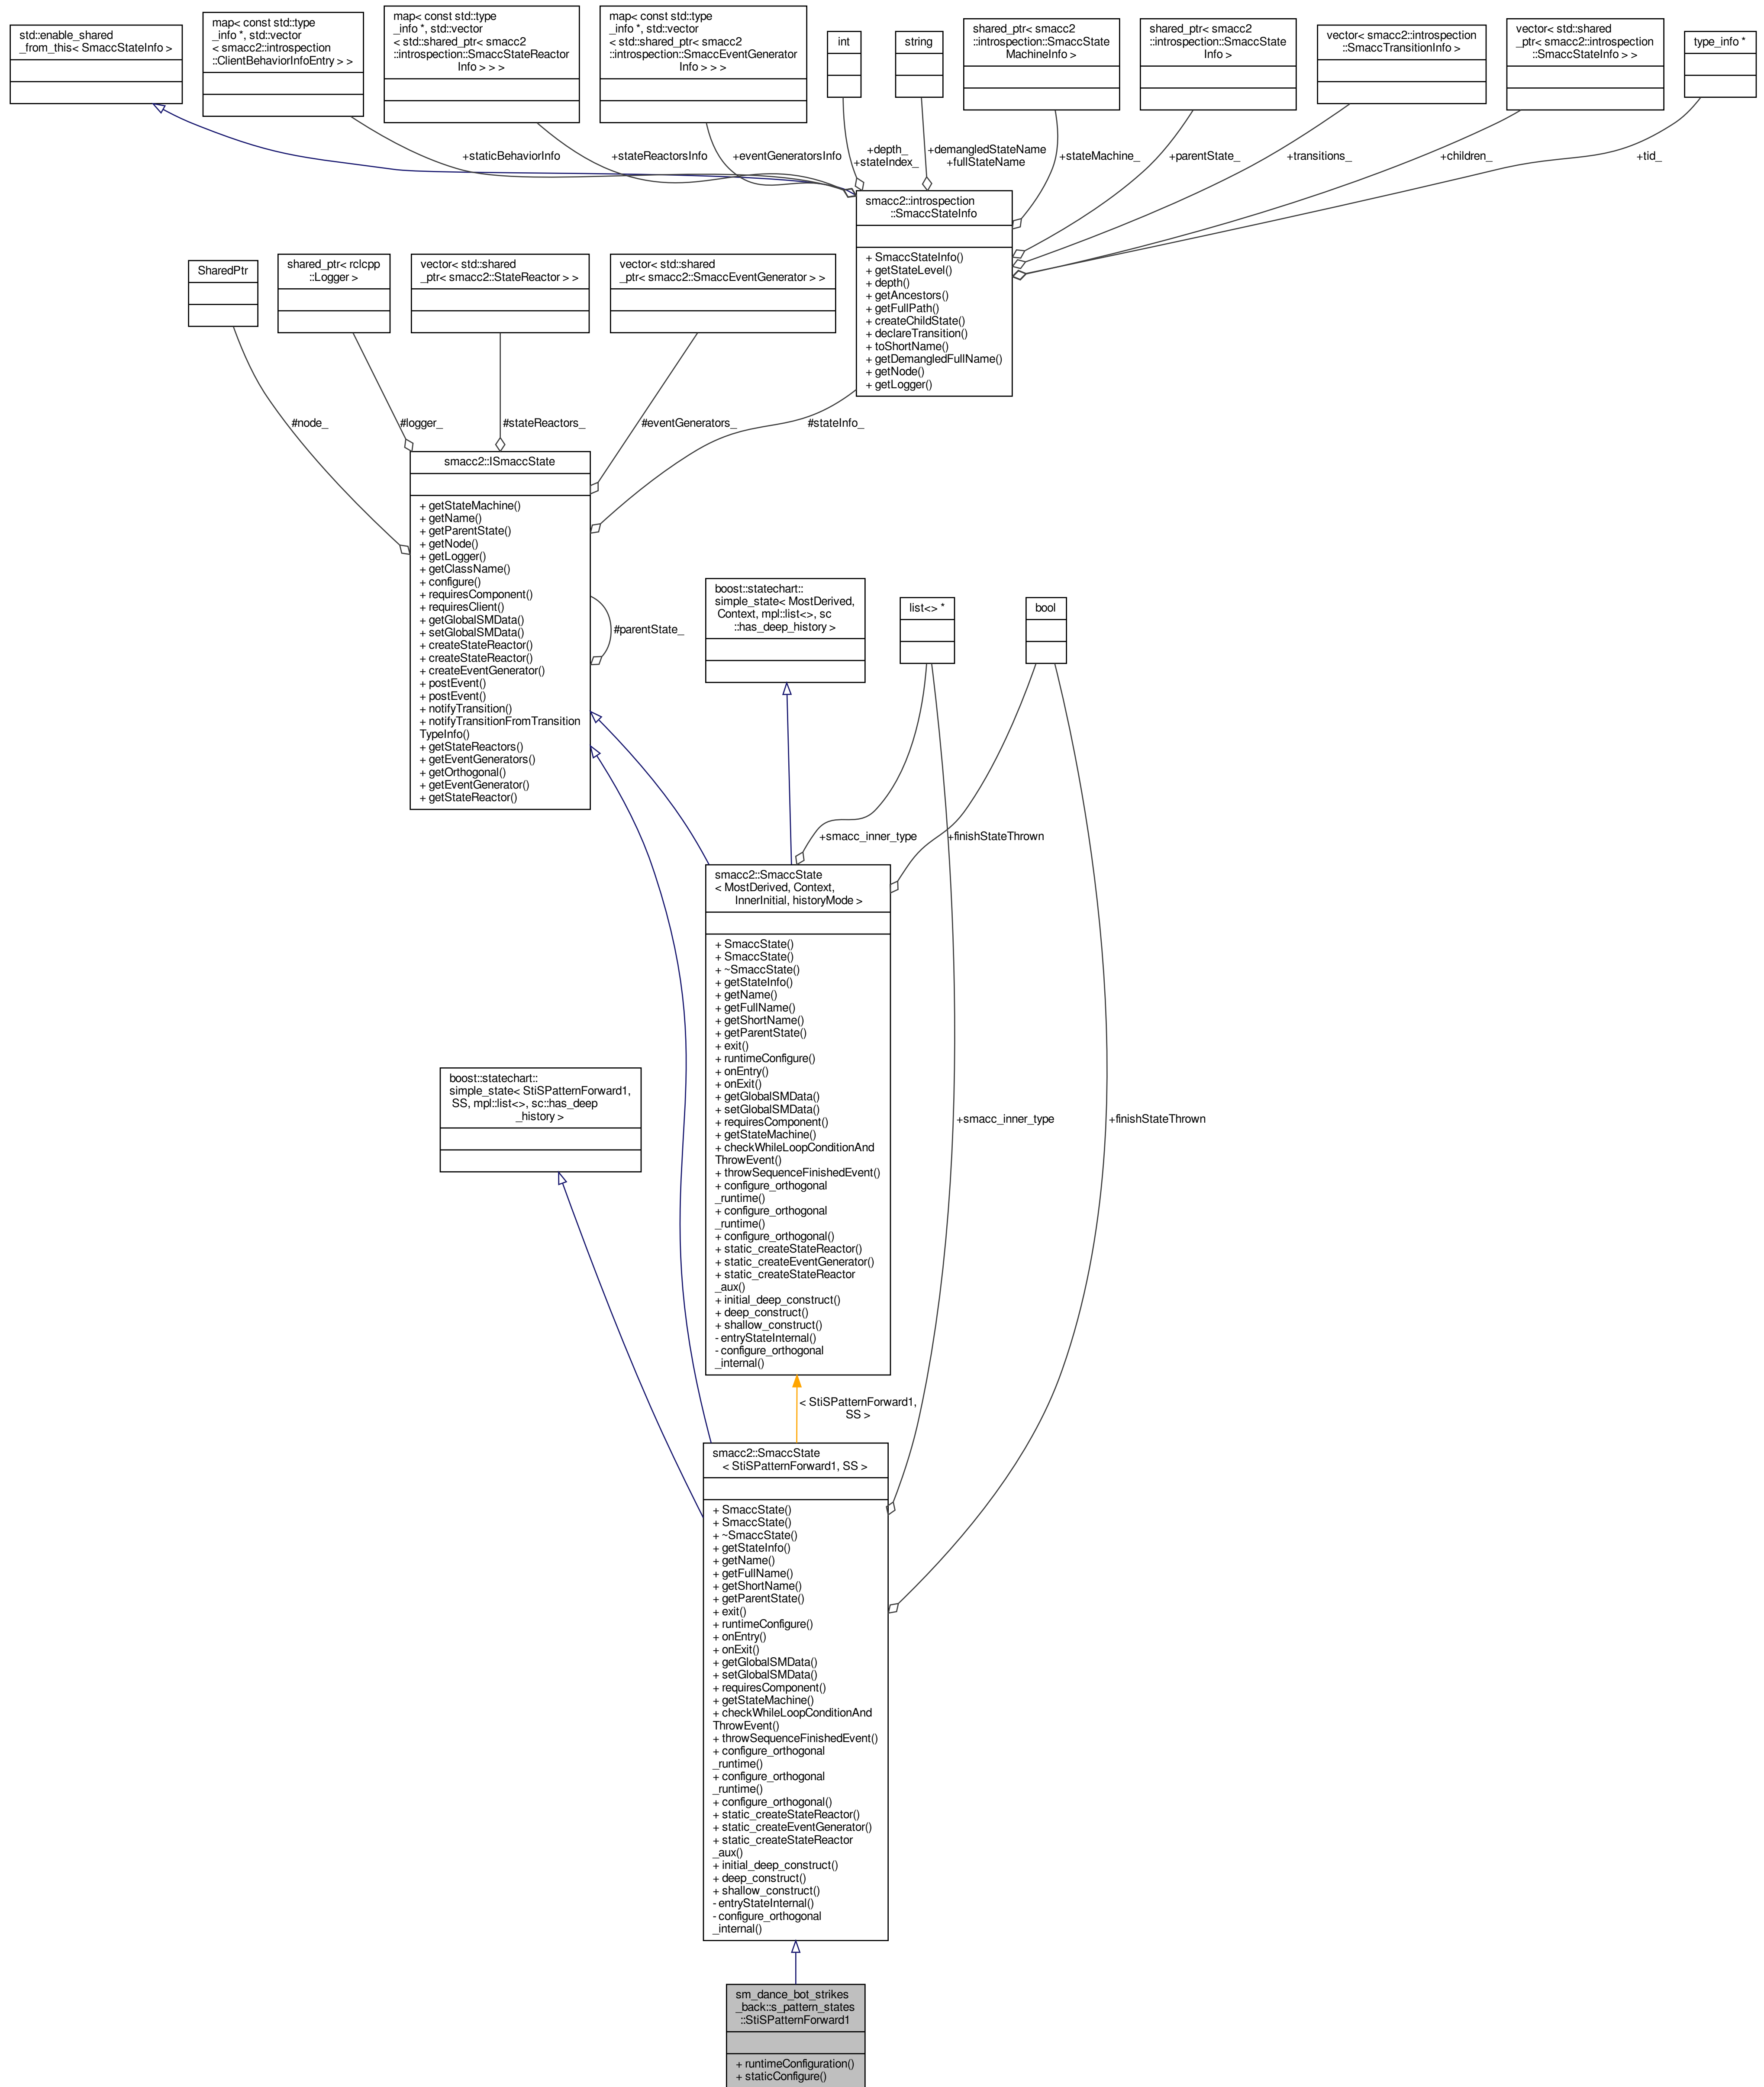 std::enable_shared
_from_this< SmaccStateInfo >
map< const std::type
_info *, std::vector
< smacc2::introspection
::ClientBehaviorInfoEntry > >
map< const std::type
_info *, std::vector
< std::shared_ptr< smacc2
::introspection::SmaccStateReactor
Info > > >
map< const std::type
_info *, std::vector
< std::shared_ptr< smacc2
::introspection::SmaccEventGenerator
Info > > >
int
string
shared_ptr< smacc2
::introspection::SmaccState
MachineInfo >
shared_ptr< smacc2
::introspection::SmaccState
Info >
vector< smacc2::introspection
::SmaccTransitionInfo >
vector< std::shared
_ptr< smacc2::introspection
::SmaccStateInfo > >
type_info *
+staticBehaviorInfo
+stateReactorsInfo
+eventGeneratorsInfo
+depth_
+stateIndex_
+demangledStateName
+fullStateName
+stateMachine_
+parentState_
+transitions_
+children_
+tid_
smacc2::introspection
::SmaccStateInfo
+ SmaccStateInfo()
+ getStateLevel()
+ depth()
+ getAncestors()
+ getFullPath()
+ createChildState()
+ declareTransition()
+ toShortName()
+ getDemangledFullName()
+ getNode()
+ getLogger()
SharedPtr
shared_ptr< rclcpp
::Logger >
vector< std::shared
_ptr< smacc2::StateReactor > >
vector< std::shared
_ptr< smacc2::SmaccEventGenerator > >
#node_
#logger_
#stateReactors_
#eventGenerators_
#stateInfo_
smacc2::ISmaccState
+ getStateMachine()
+ getName()
+ getParentState()
+ getNode()
+ getLogger()
+ getClassName()
+ configure()
+ requiresComponent()
+ requiresClient()
+ getGlobalSMData()
+ setGlobalSMData()
+ createStateReactor()
+ createStateReactor()
+ createEventGenerator()
+ postEvent()
+ postEvent()
+ notifyTransition()
+ notifyTransitionFromTransition
TypeInfo()
+ getStateReactors()
+ getEventGenerators()
+ getOrthogonal()
+ getEventGenerator()
+ getStateReactor()
#parentState_
boost::statechart::
simple_state< MostDerived,
Context, mpl::list<>, sc
::has_deep_history >
list<> *
bool
+smacc_inner_type
+finishStateThrown
smacc2::SmaccState
< MostDerived, Context,
InnerInitial, historyMode >
+ SmaccState()
+ SmaccState()
+ ~SmaccState()
+ getStateInfo()
+ getName()
+ getFullName()
+ getShortName()
+ getParentState()
+ exit()
+ runtimeConfigure()
+ onEntry()
+ onExit()
+ getGlobalSMData()
+ setGlobalSMData()
+ requiresComponent()
+ getStateMachine()
+ checkWhileLoopConditionAnd
ThrowEvent()
+ throwSequenceFinishedEvent()
+ configure_orthogonal
_runtime()
+ configure_orthogonal
_runtime()
+ configure_orthogonal()
+ static_createStateReactor()
+ static_createEventGenerator()
+ static_createStateReactor
_aux()
+ initial_deep_construct()
+ deep_construct()
+ shallow_construct()
- entryStateInternal()
- configure_orthogonal
_internal()
boost::statechart::
simple_state< StiSPatternForward1,
SS, mpl::list<>, sc::has_deep
_history >
+smacc_inner_type
+finishStateThrown
< StiSPatternForward1,
SS >
smacc2::SmaccState
< StiSPatternForward1, SS >
+ SmaccState()
+ SmaccState()
+ ~SmaccState()
+ getStateInfo()
+ getName()
+ getFullName()
+ getShortName()
+ getParentState()
+ exit()
+ runtimeConfigure()
+ onEntry()
+ onExit()
+ getGlobalSMData()
+ setGlobalSMData()
+ requiresComponent()
+ getStateMachine()
+ checkWhileLoopConditionAnd
ThrowEvent()
+ throwSequenceFinishedEvent()
+ configure_orthogonal
_runtime()
+ configure_orthogonal
_runtime()
+ configure_orthogonal()
+ static_createStateReactor()
+ static_createEventGenerator()
+ static_createStateReactor
_aux()
+ initial_deep_construct()
+ deep_construct()
+ shallow_construct()
- entryStateInternal()
- configure_orthogonal
_internal()
sm_dance_bot_strikes
_back::s_pattern_states
::StiSPatternForward1
+ runtimeConfiguration()
+ staticConfigure()